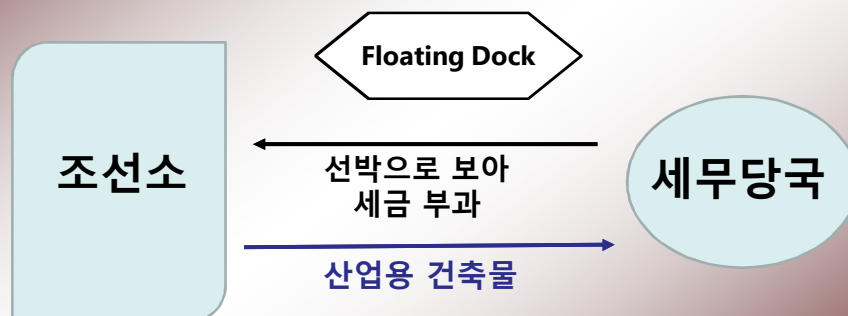 Floating Dock
조선소
선박으로 보아
세금 부과
세무당국
산업용 건축물